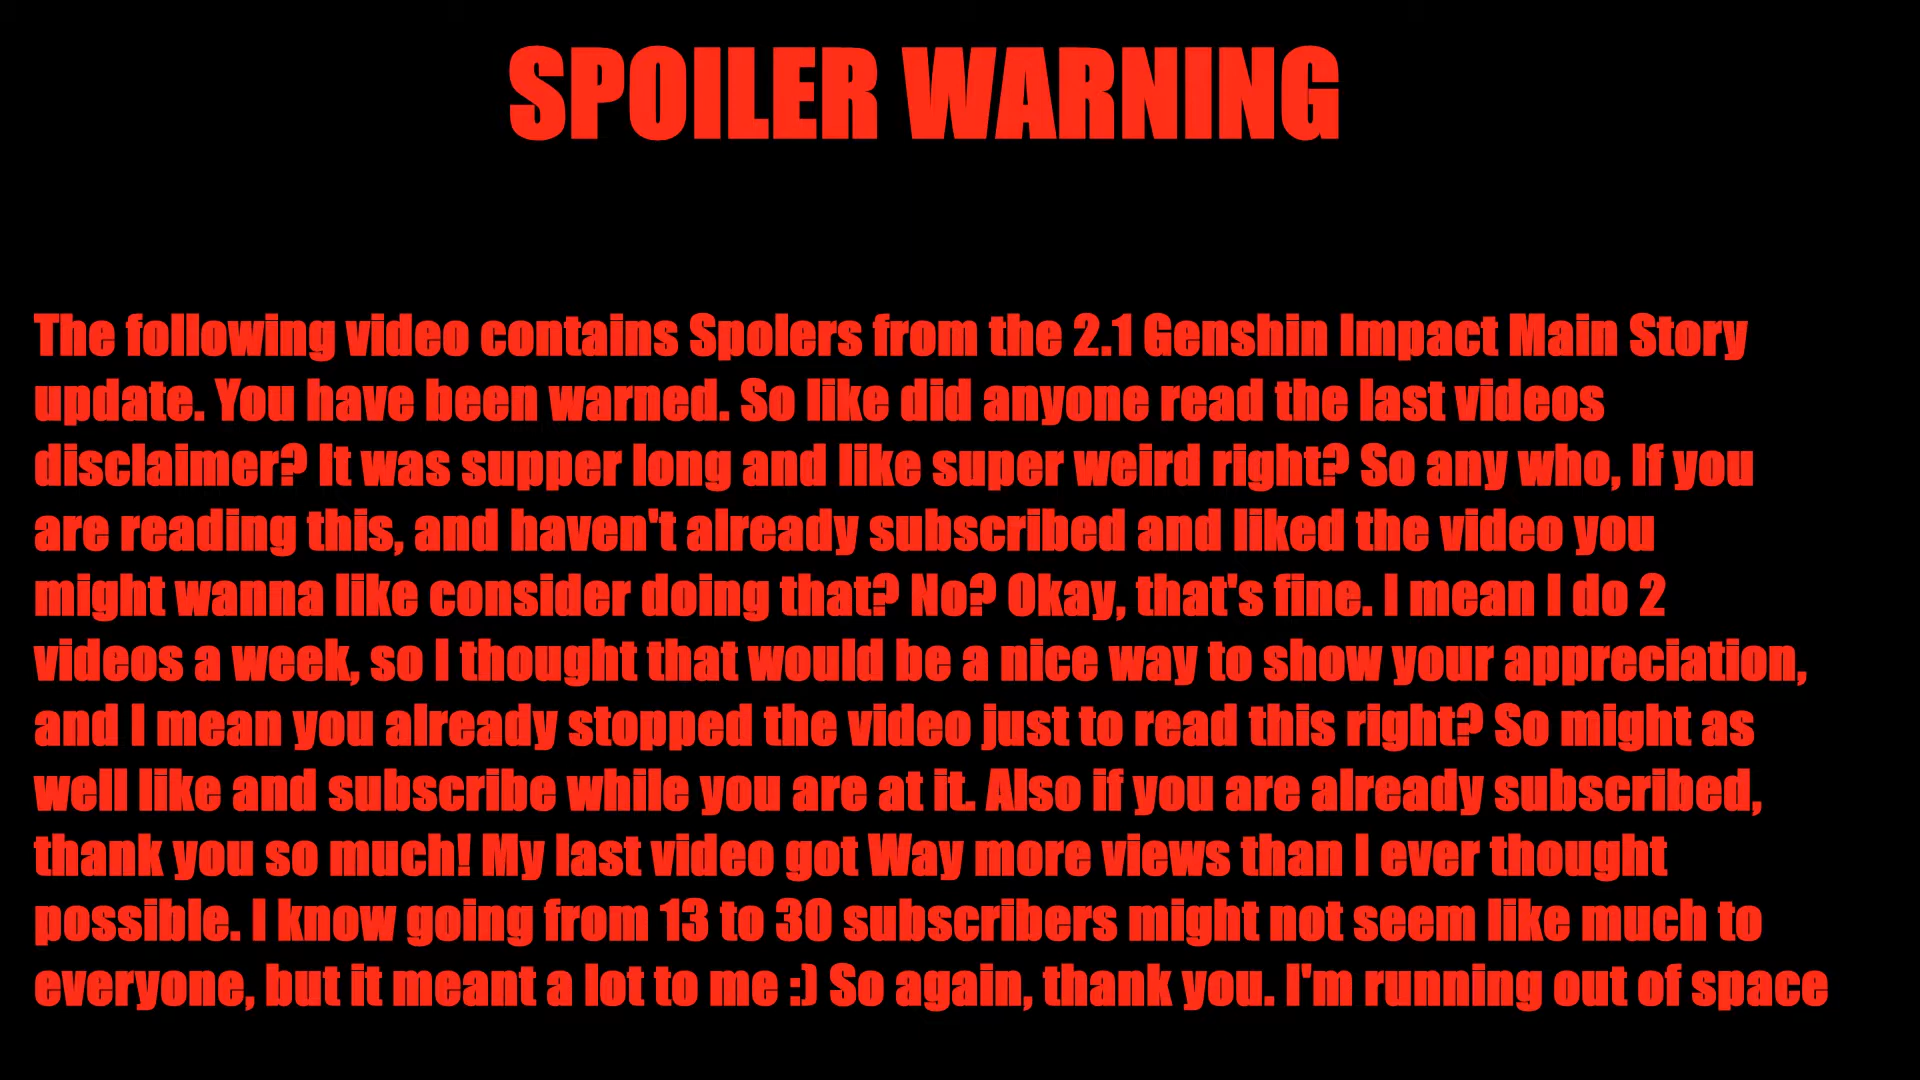 SPOILER WARNING
The following video contains Spolers from the 2.1 Genshin Impact Main Story
update. You have been warned. So like did anyone read the last videos
disclaimer? It was supper long and like super weird right? So any who, If you
are reading this, and haven't already subscribed and liked the video you
might wanna like consider doing that? No? Okay, that's fine. I mean I do 2
videos a week, so I thought that would be a nice way to show your appreciation,
and I mean you already stopped the video just to read this right? So might as
well like and subscribe while you are at it. Also if you are already subscribed,
thank you so much! My last video got Way more views than I ever thought
possible. I know going from 13 to 30 subscribers might not seem like much to
everyone, but it meant a lot to me :) So again, thank you. I'm running out of space